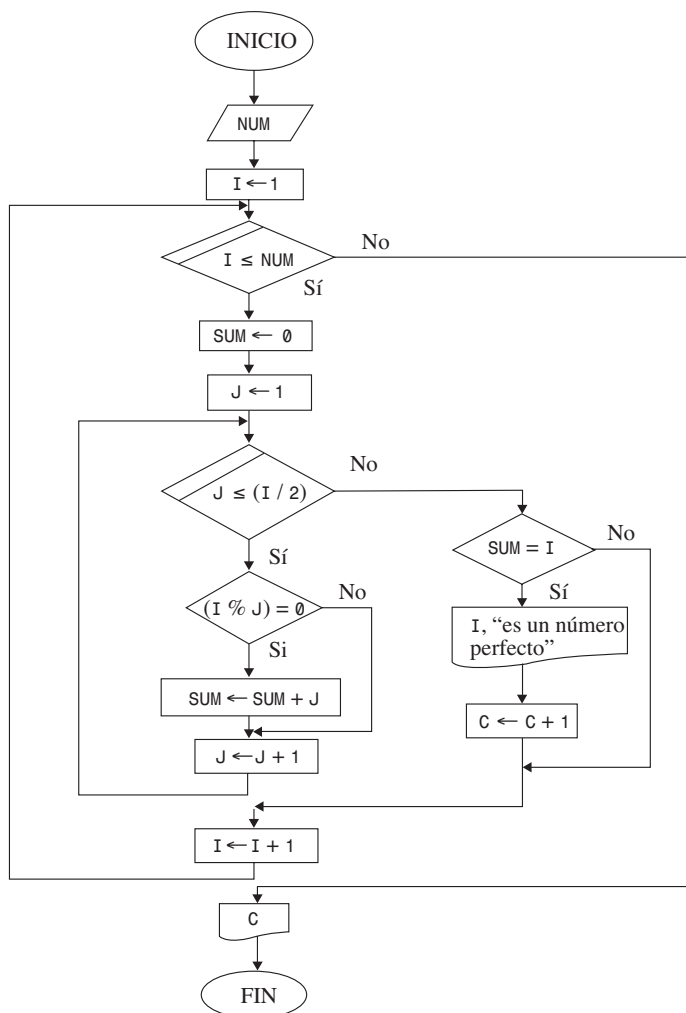 INICIO
NUM
I ← 1
I ≤ NUM
No
Sí
SUM ← 0
J ← 1
J ≤ (I / 2)
No
Sí
SUM = I
No
Sí
(I % J) = 0
No
Si
I, “es un número
perfecto”
SUM ← SUM + J
C ← C + 1
J ← J + 1
I ← I + 1
C
FIN